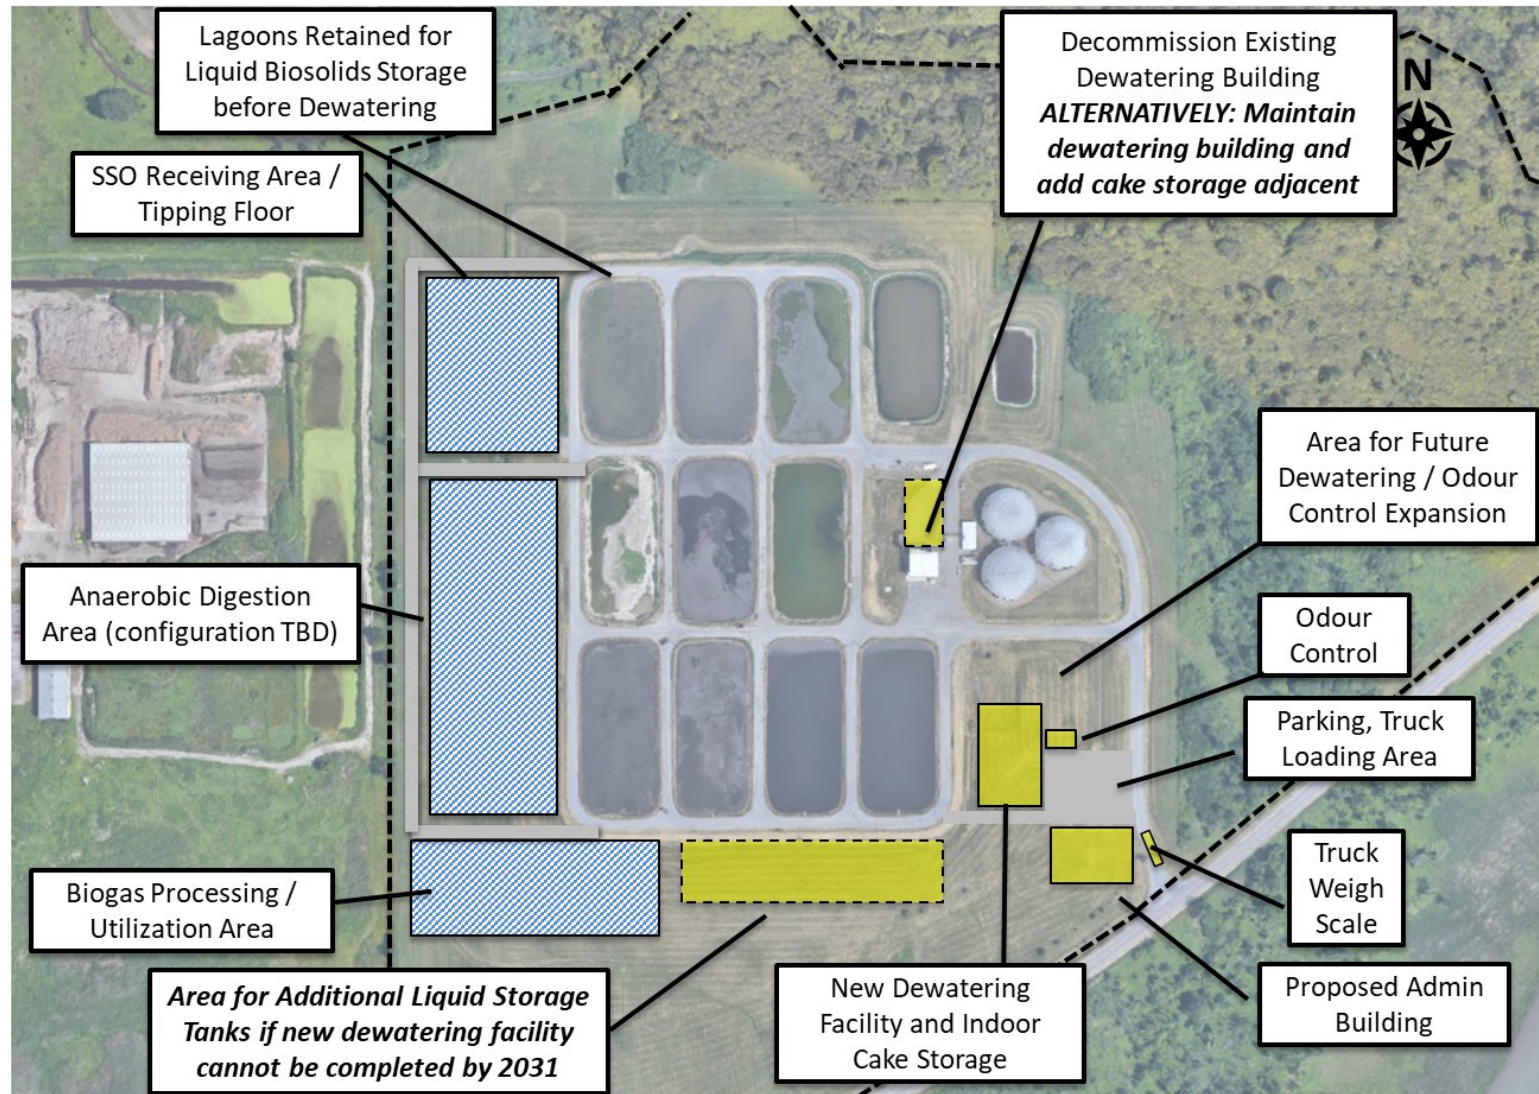 Lagoons Retained for
Liquid Biosolids Storage
before Dewatering
Decommission Existing
Dewatering Building
ALTERNATIVELY: Maintain
dewatering building and
add cake storage adjacent
N
SSO Receiving Area /
Tipping Floor
Area for Future
Dewatering / Odour
Control Expansion
Anaerobic Digestion
Area (configuration TBD)
Odour
Control
Parking, Truck
Loading Area
Truck
Weigh
Scale
Biogas Processing /
Utilization Area
Area for Additional Liquid Storage
Tanks if new dewatering facility
cannot be completed by 2031
New Dewatering
Facility and Indoor
Cake Storage
Proposed Admin
Building